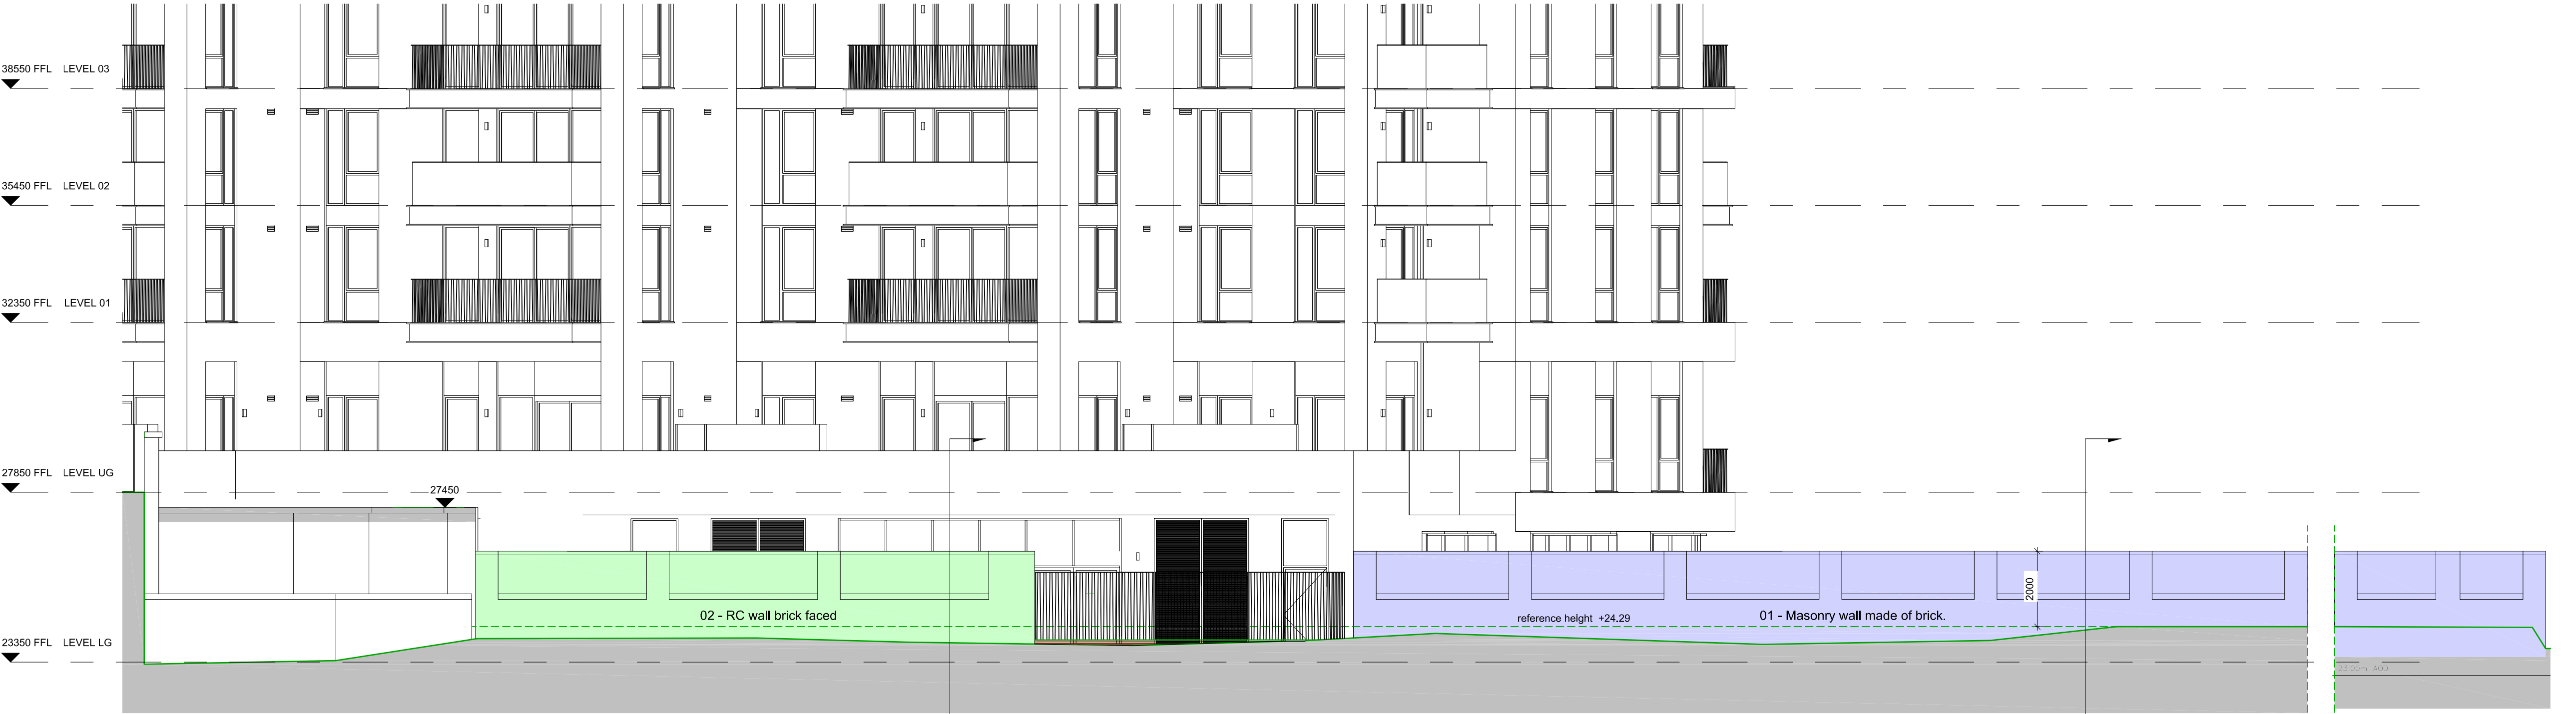 38550 FFL LEVEL 03
35450 FFL LEVEL 02
32350 FFL LEVEL 01
27850 FFL LEVEL UG
27450
02 - RC wall brick faced
reference height +24.29
01 - Masonry wall made of brick.
2000
23350 FFL LEVEL LG